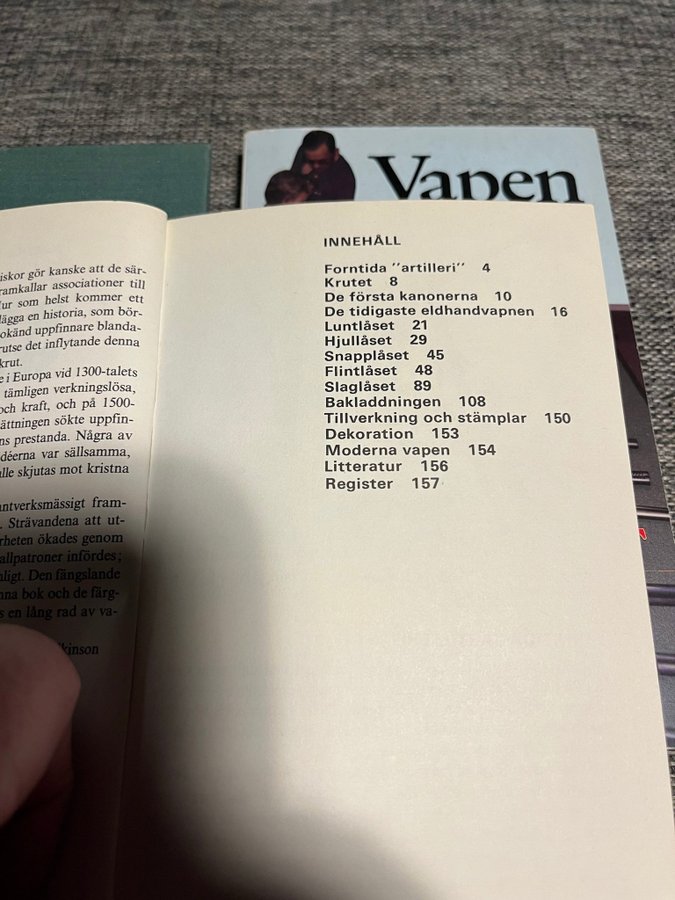 Vapen
iskor gör kanske att de sär-
ramkallar associationer till
ur som helst kommer ett
lägga en historia, som bör-
okänd uppfinnare blanda-
rutse det inflytande denna
krut.
e i Europa vid 1300-talets
tämligen verkningslösa,
och kraft, och på 1500-
ättningen sökte uppfin-
ns prestanda. Några av
déerna var sällsamma,
lle skjutas mot kristna
antverksmässigt fram-
. Strävandena att ut-
rheten ökades genom
allpatroner infördes;
nligt. Den fängslande
nna bok och de färg-
s en lång rad av va-
kinson
INNEHÅLL
Forntida "artilleri" 4
Krutet 8
De första kanonerna 10
De tidigaste eldhandvapnen 16
Luntlåset 21
Hjullåset 29
Snapplåset 45
Flintlåset 48
Slaglåset 89
Bakladdningen 108
Tillverkning och stämplar 150
Dekoration 153
Moderna vapen 154
Litteratur 156
Register 157